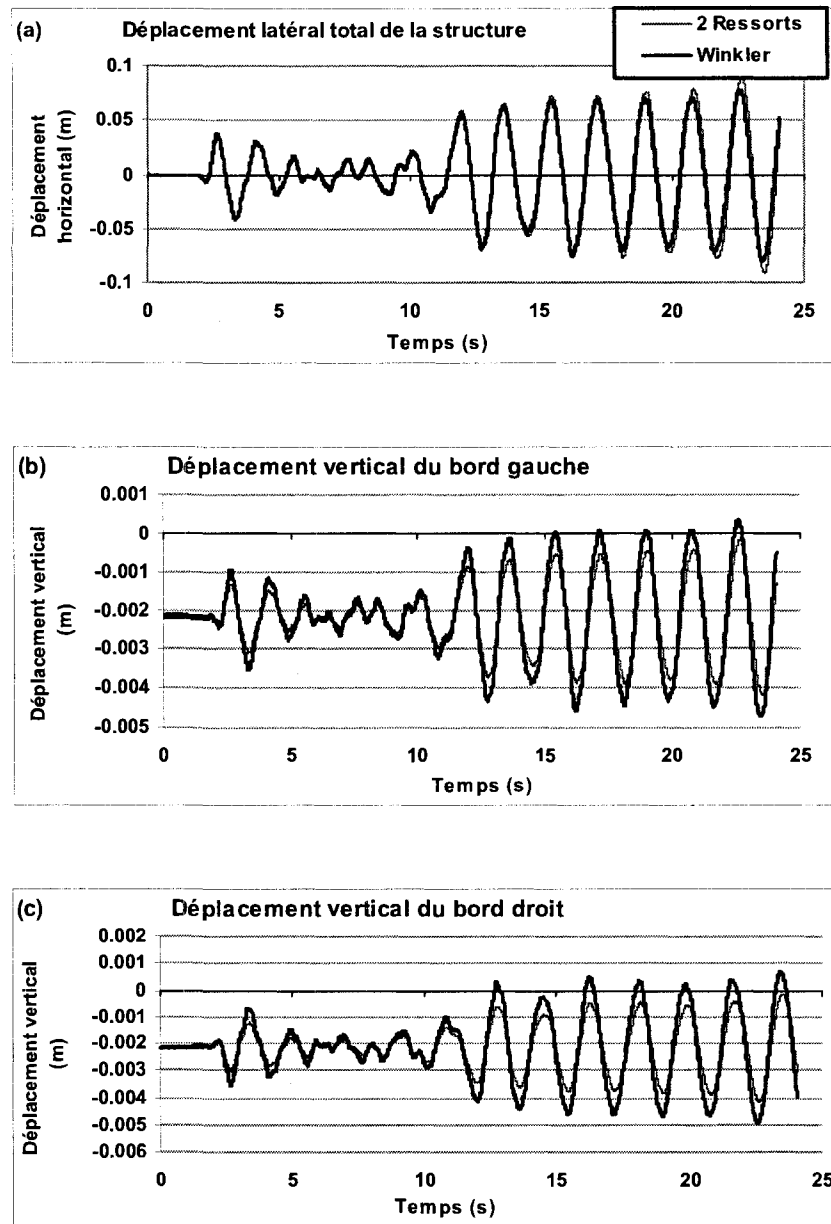 (a)
Déplacement latéral total de la structure
2 Ressorts
Winkler
Déplacement
horizontal (m)
0.1
0.05
0
-0.05
-0.1
0 5 10 15 20 25
Temps (s)
(b)
Déplacement vertical du bord gauche
Déplacement vertical
(m)
0.001
0
-0.001
-0.002
-0.003
-0.004
-0.005
0 5 10 15 20 25
Temps (s)
(c)
Déplacement vertical du bord droit
Déplacement vertical
(m)
0.002
0.001
0
-0.001
-0.002
-0.003
-0.004
-0.005
-0.006
0 5 10 15 20 25
Temps (s)